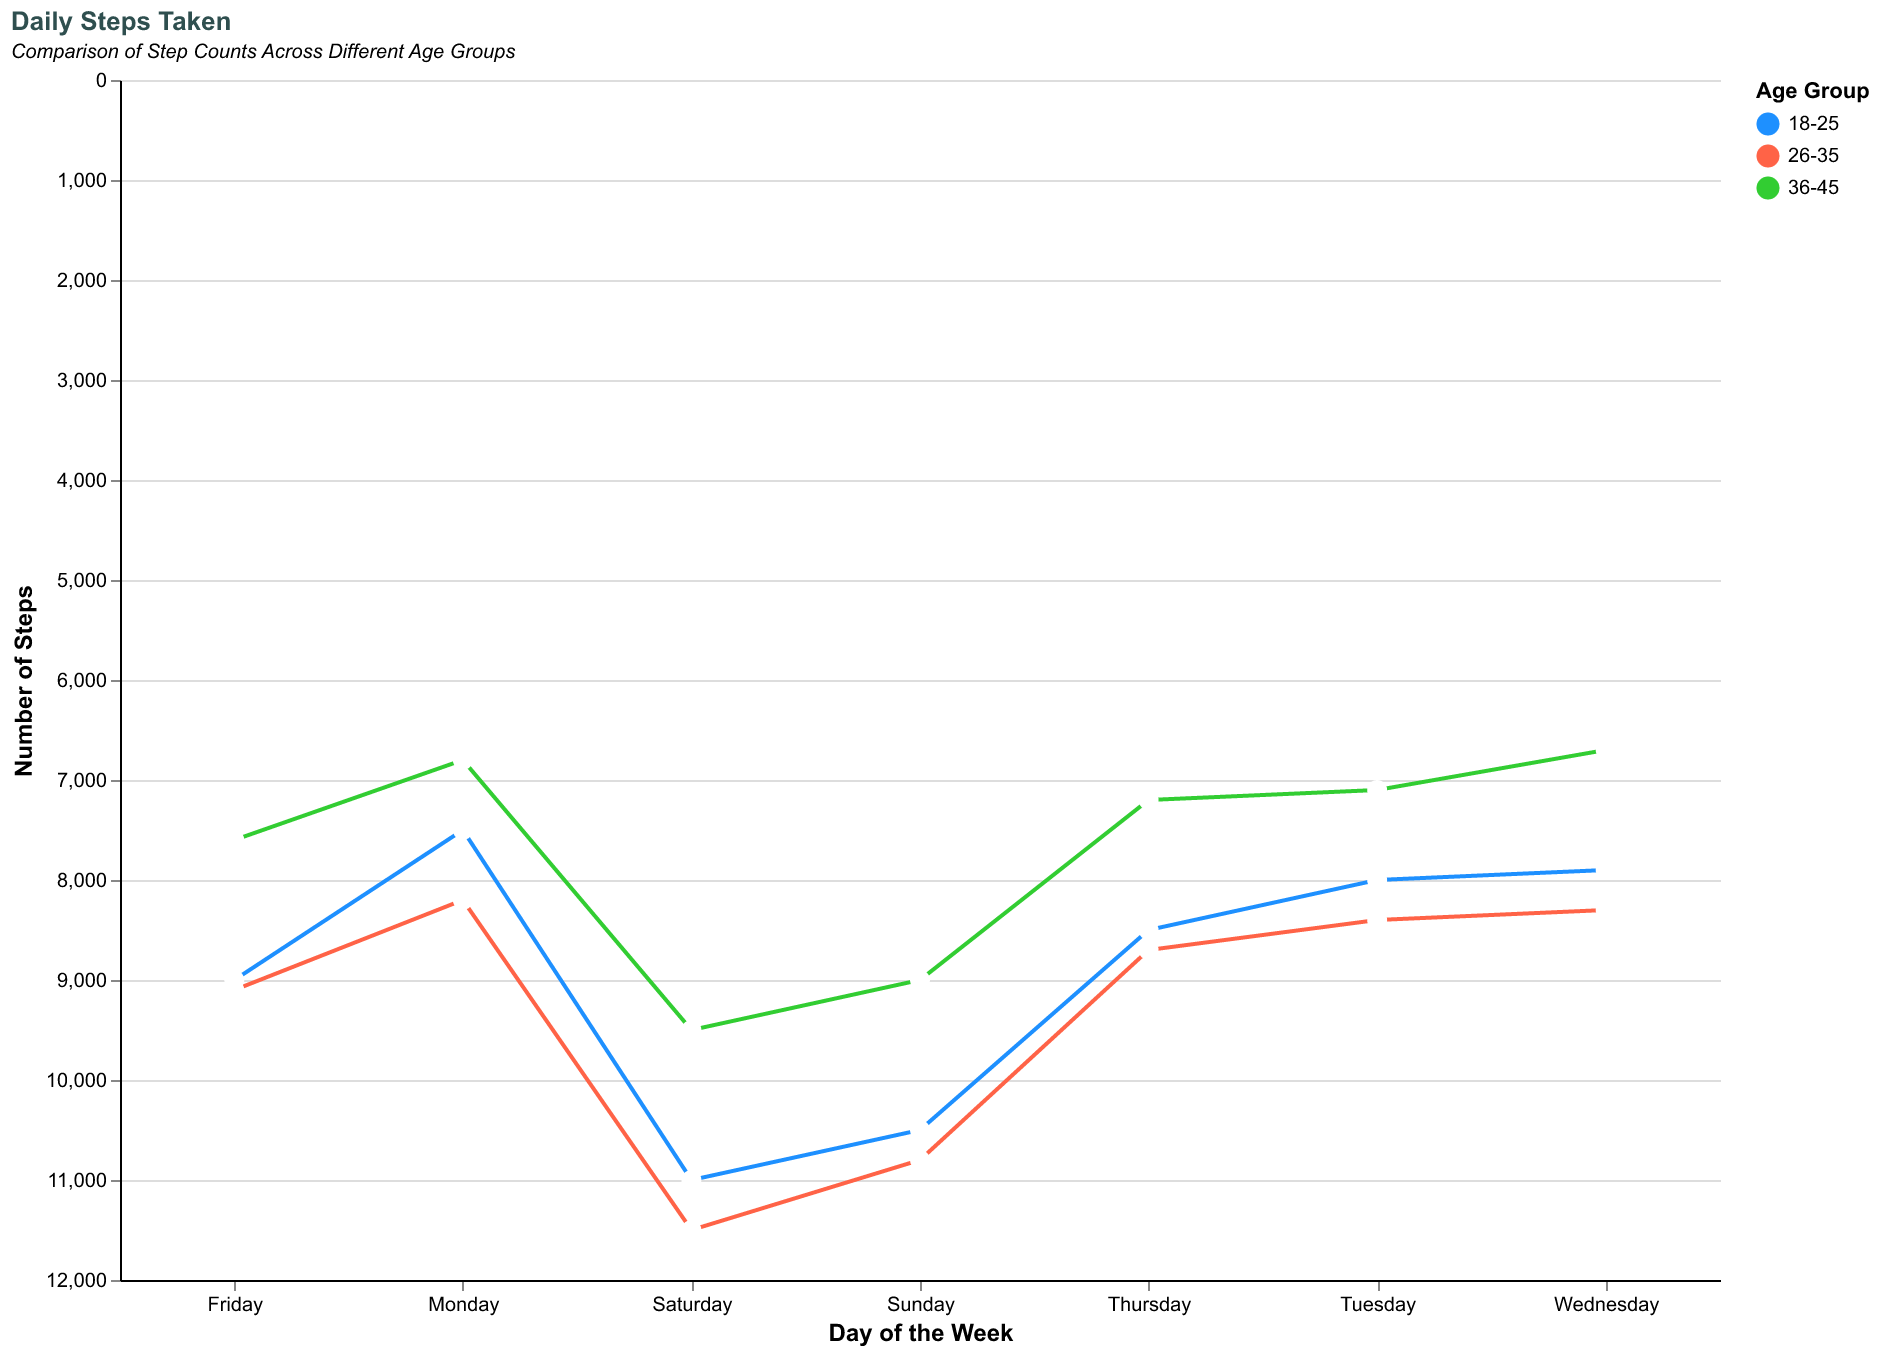 Daily Steps Taken
Comparison of Step Counts Across Different Age Groups
Number of Steps
0
1,000
2,000
3,000
4,000
5,000
6,000
7,000
8,000
9,000
10,000
11,000
12,000
Friday
Monday
Saturday
Sunday
Thursday
Tuesday
Wednesday
Day of the Week
Age Group
18-25
26-35
36-45